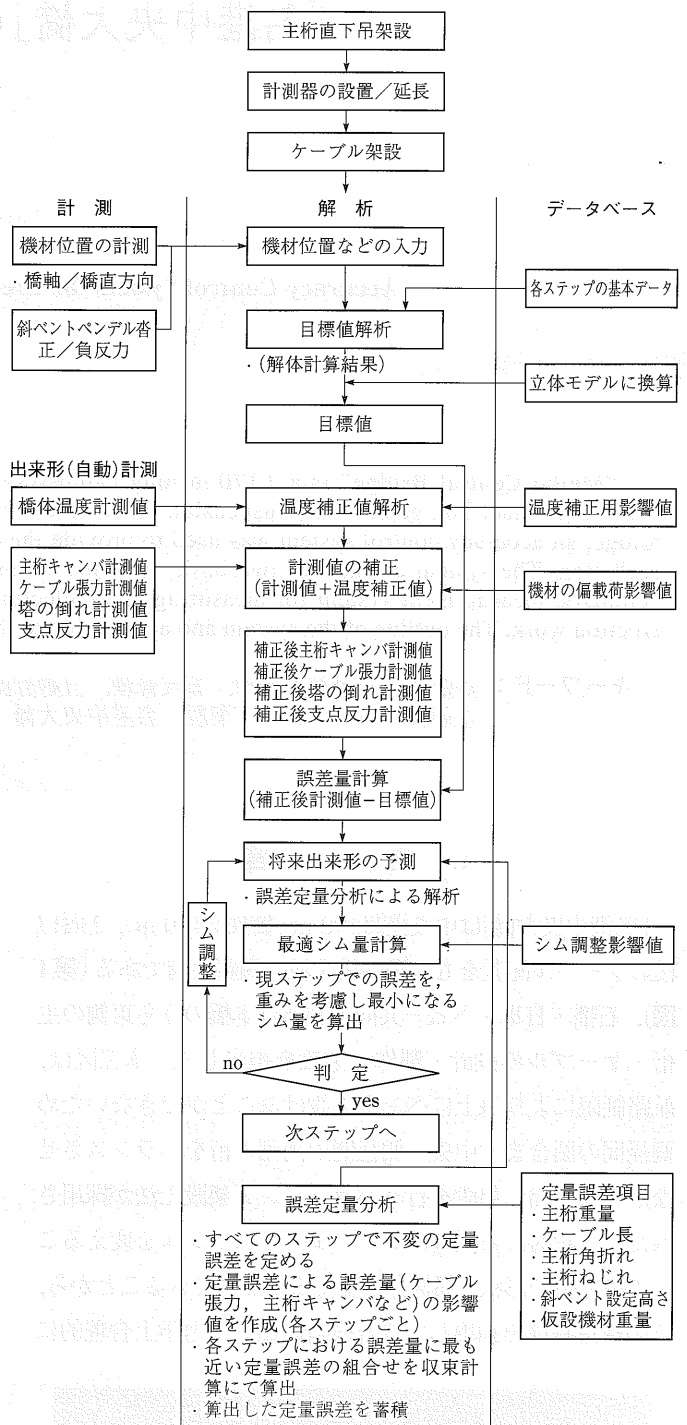 主桁直下吊架設
計測器の設置／延長
ケーブル架設
計 測
解 析
データベース
機材位置の計測
・橋軸／橋直方向
機材位置などの入力
各ステップの基本データ
斜ベントペンデル沓
正／負反力
目標値解析
・(解体計算結果)
立体モデルに換算
目標値
出来形(自動)計測
橋体温度計測値
温度補正値解析
温度補正用影響値
主桁キャンバ計測値
ケーブル張力計測値
塔の倒れ計測値
支点反力計測値
計測値の補正
(計測値＋温度補正値)
機材の偏載荷影響値
補正後主桁キャンバ計測値
補正後ケーブル張力計測値
補正後塔の倒れ計測値
補正後支点反力計測値
誤差量計算
(補正後計測値－目標値)
将来出来形の予測
・誤差定量分析による解析
シム調整
最適シム量計算
シム調整影響値
・現ステップでの誤差を，
重みを考慮し最小になる
シム量を算出
no
判 定
yes
次ステップへ
誤差定量分析
定量誤差項目
・主桁重量
・ケーブル長
・主桁角折れ
・主桁ねじれ
・斜ベント設定高さ
・仮設機材重量
・すべてのステップで不変の定量
誤差を定める
・定量誤差による誤差量(ケーブル
張力，主桁キャンバなど)の影響
値を作成(各ステップごと)
・各ステップにおける誤差量に最も
近い定量誤差の組合せを収束計
算にて算出
・算出した定量誤差を蓄積